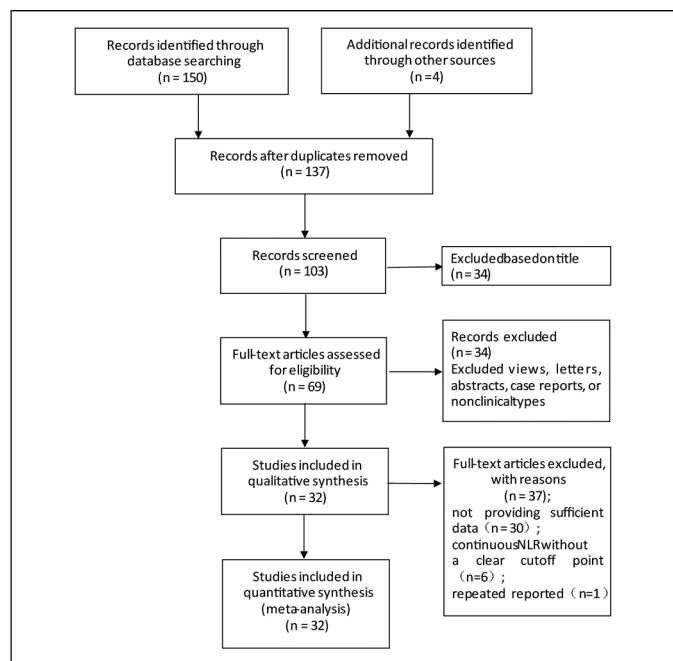 Records identified through
database searching
(n = 150)
Additional records identified
through other sources
(n =4)
Records after duplicates removed
(n = 137)
Records screened
(n = 103)
Excludedbasedontitle
(n = 34)
Full-text articles assessed
for eligibility
(n = 69)
Records excluded
(n = 34)
Excluded views, letters,
abstracts, case reports, or
nonclinicaltypes
Studies included in
qualitative synthesis
(n = 32)
Full-text articles excluded,
with reasons
(n = 37);
not providing sufficient
data（n = 30）;
continuousNLRwithout
a clear cutoff point
（n=6）;
repeated reported（n=1）
Studies included in
quantitative synthesis
(meta-analysis)
(n = 32)